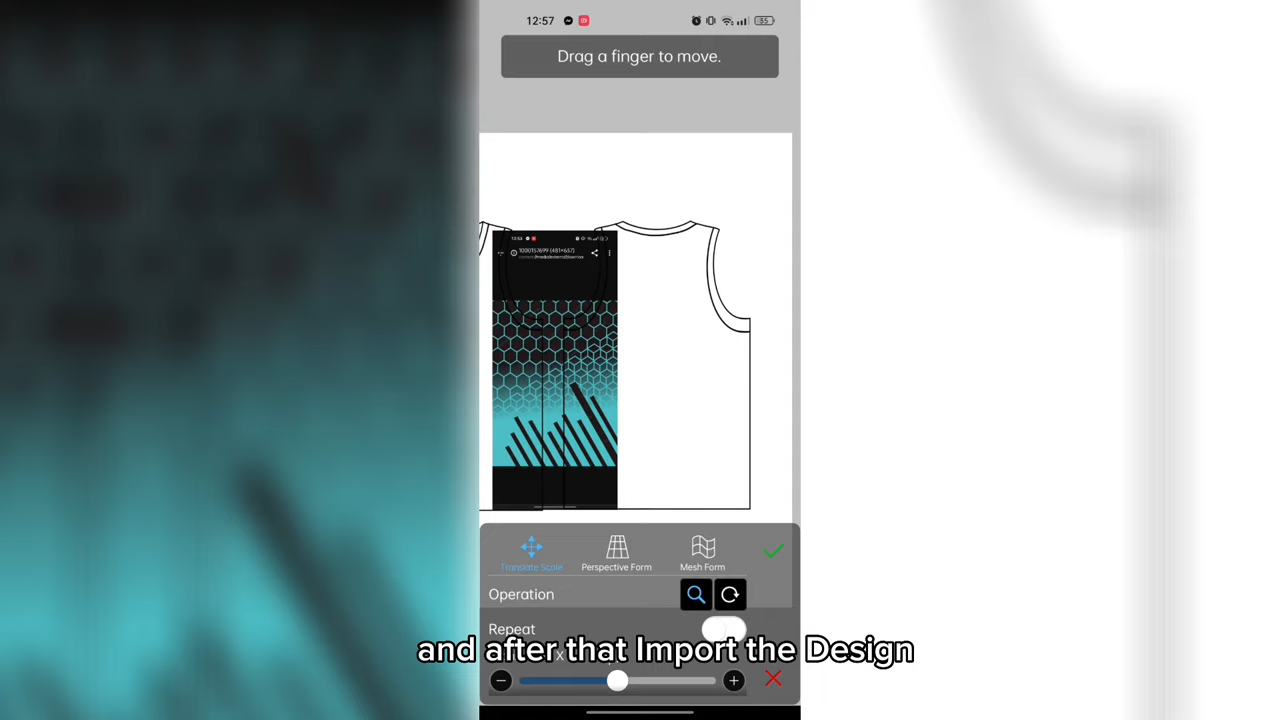 12:57
85
Drag a finger to move.
Translate Scale
Perspective Form
Mesh Form
Operation
Repeat
and after that Import the Design